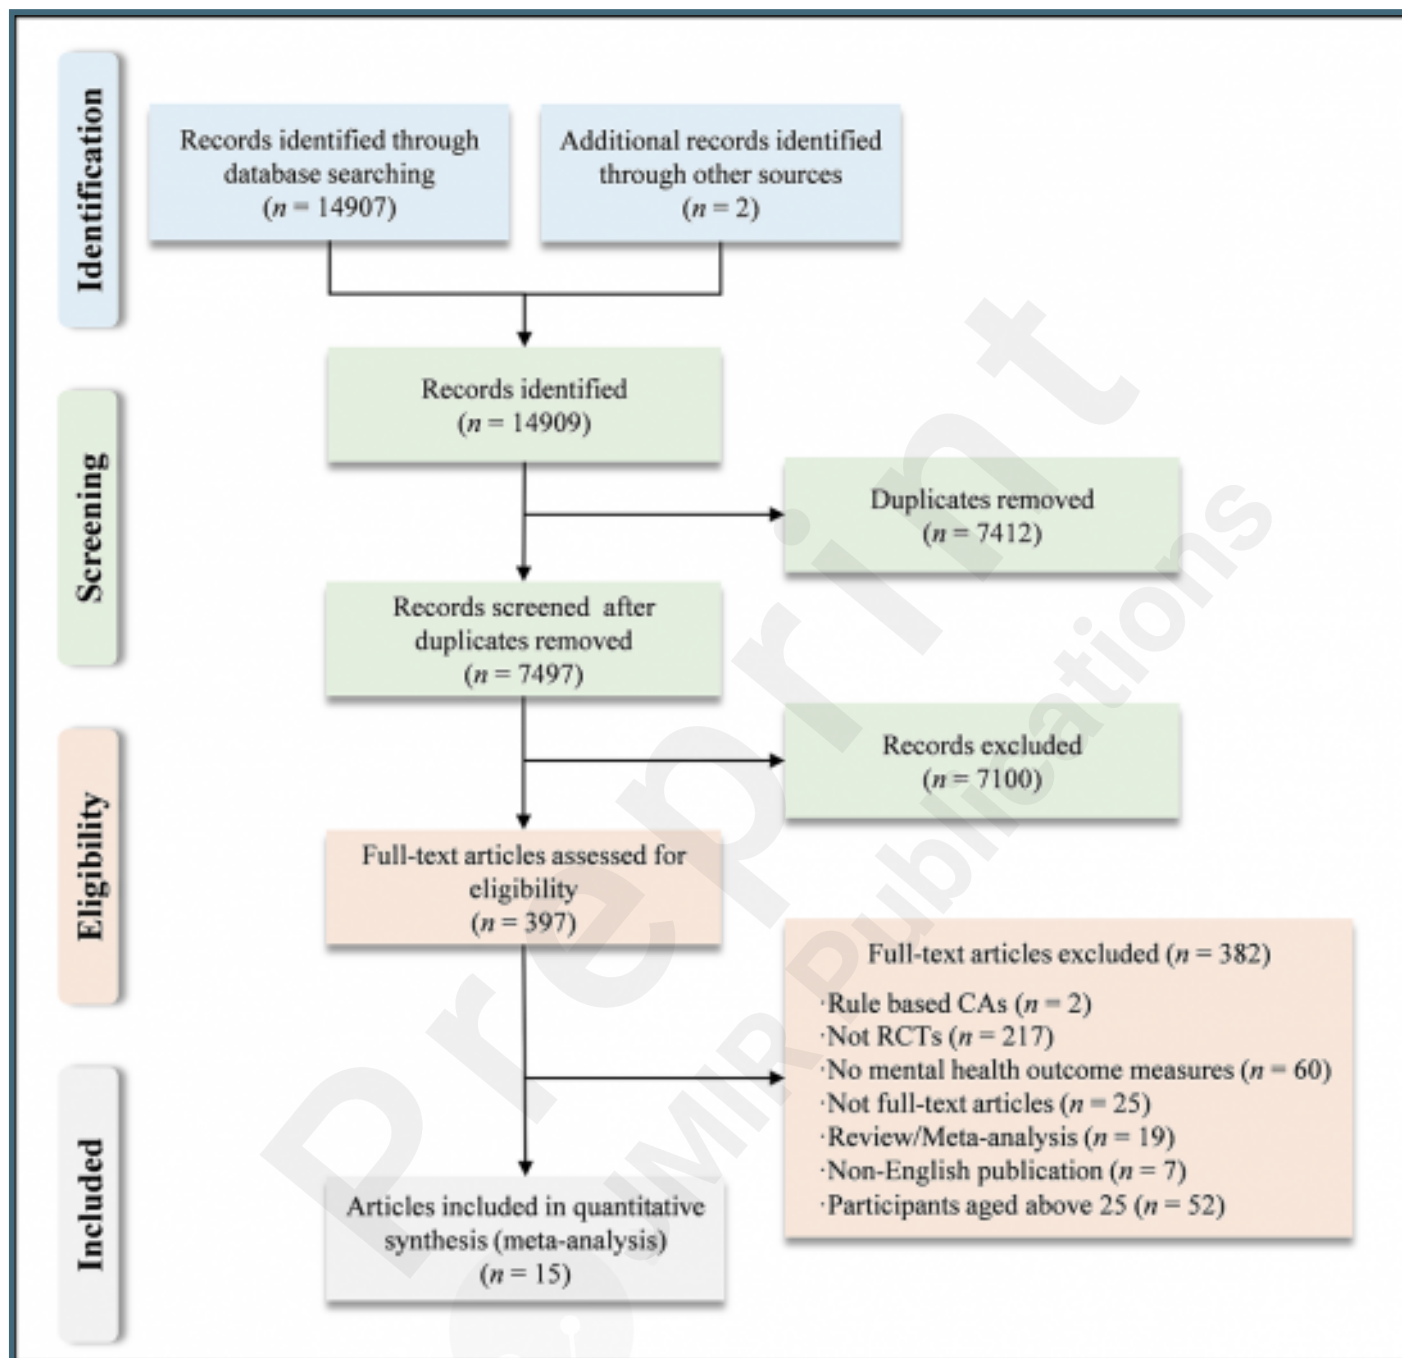 Identification
Records identified through
database searching
(n = 14907)
Additional records identified
through other sources
(n = 2)
Records identified
(n = 14909)
Screening
Duplicates removed
(n = 7412)
Records screened after
duplicates removed
(n = 7497)
Records excluded
(n = 7100)
Eligibility
Full-text articles assessed for
eligibility
(n = 397)
Full-text articles excluded (n = 382)
·Rule based CAs (n = 2)
·Not RCTs (n = 217)
·No mental health outcome measures (n = 60)
·Not full-text articles (n = 25)
·Review/Meta-analysis (n = 19)
·Non-English publication (n = 7)
·Participants aged above 25 (n = 52)
Included
Articles included in quantitative
synthesis (meta-analysis)
(n = 15)
Preprint
JMIR Publications